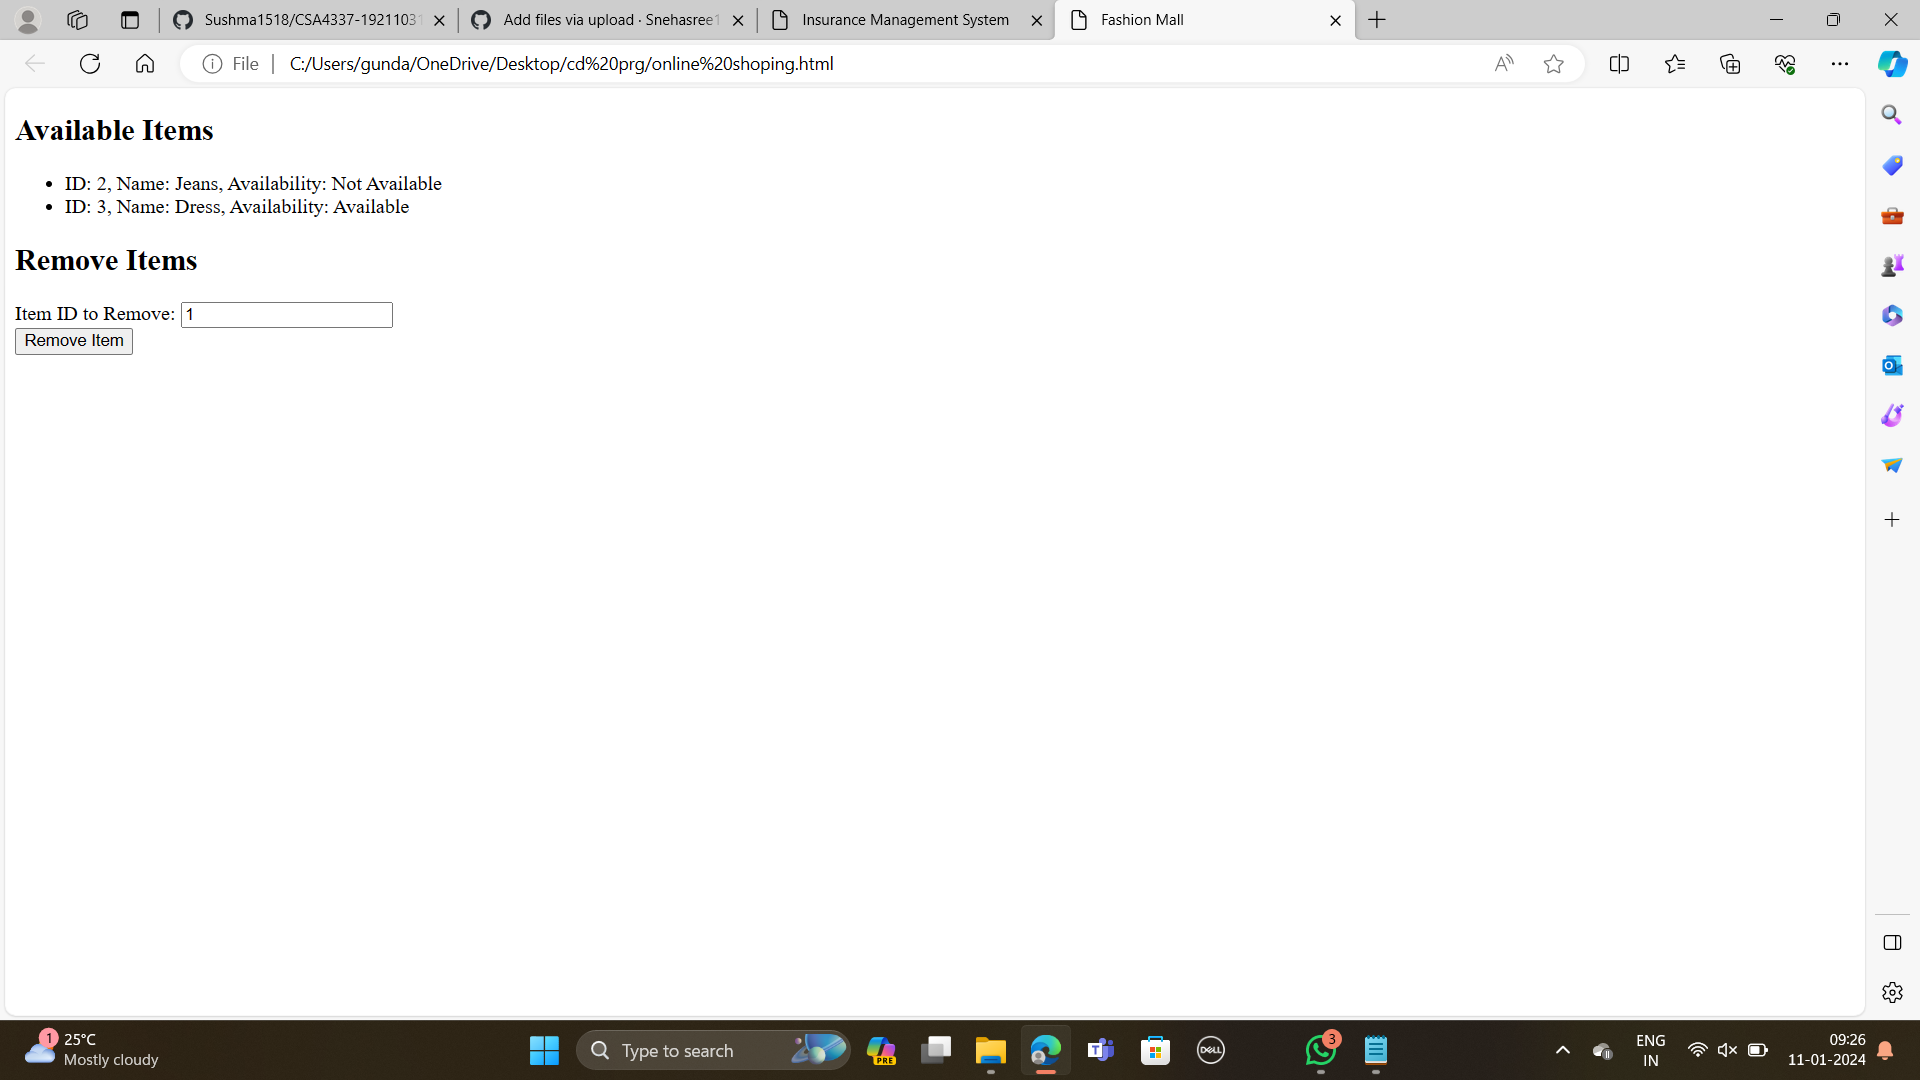 Sushma1518/CSA4337-19211031
Add files via upload · Snehasree1
Insurance Management System
Fashion Mall
File
C:/Users/gunda/OneDrive/Desktop/cd%20prg/online%20shoping.html
Available Items
• ID: 2, Name: Jeans, Availability: Not Available
• ID: 3, Name: Dress, Availability: Available
Remove Items
Item ID to Remove: 1
Remove Item
1
25°C
Mostly cloudy
Type to search
PRE
DELL
3
ENG
IN
09:26
11-01-2024